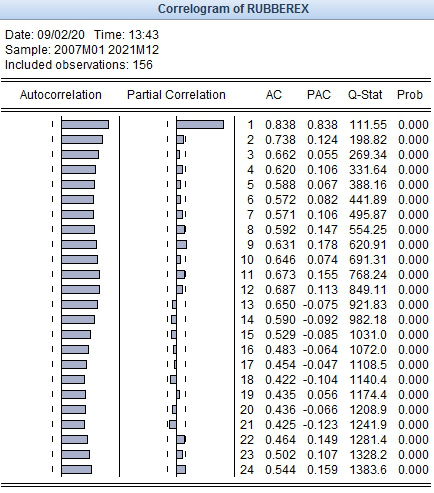 Correlogram of RUBBEREX
Date: 09/02/20 Time: 13:43
Sample: 2007M01 2021M12
Included observations: 156
Autocorrelation Partial Correlation AC PAC Q-Stat Prob
1 0.838 0.838 111.55 0.000
2 0.738 0.124 198.82 0.000
3 0.662 0.055 269.34 0.000
4 0.620 0.106 331.64 0.000
5 0.588 0.067 388.16 0.000
6 0.572 0.082 441.89 0.000
7 0.571 0.106 495.87 0.000
8 0.592 0.147 554.25 0.000
9 0.631 0.178 620.91 0.000
10 0.646 0.074 691.31 0.000
11 0.673 0.155 768.24 0.000
12 0.687 0.113 849.11 0.000
13 0.650 -0.075 921.83 0.000
14 0.590 -0.092 982.18 0.000
15 0.529 -0.085 1031.0 0.000
16 0.483 -0.064 1072.0 0.000
17 0.454 -0.047 1108.5 0.000
18 0.422 -0.104 1140.4 0.000
19 0.435 0.056 1174.4 0.000
20 0.436 -0.066 1208.9 0.000
21 0.425 -0.123 1241.9 0.000
22 0.464 0.149 1281.4 0.000
23 0.502 0.107 1328.2 0.000
24 0.544 0.159 1383.6 0.000